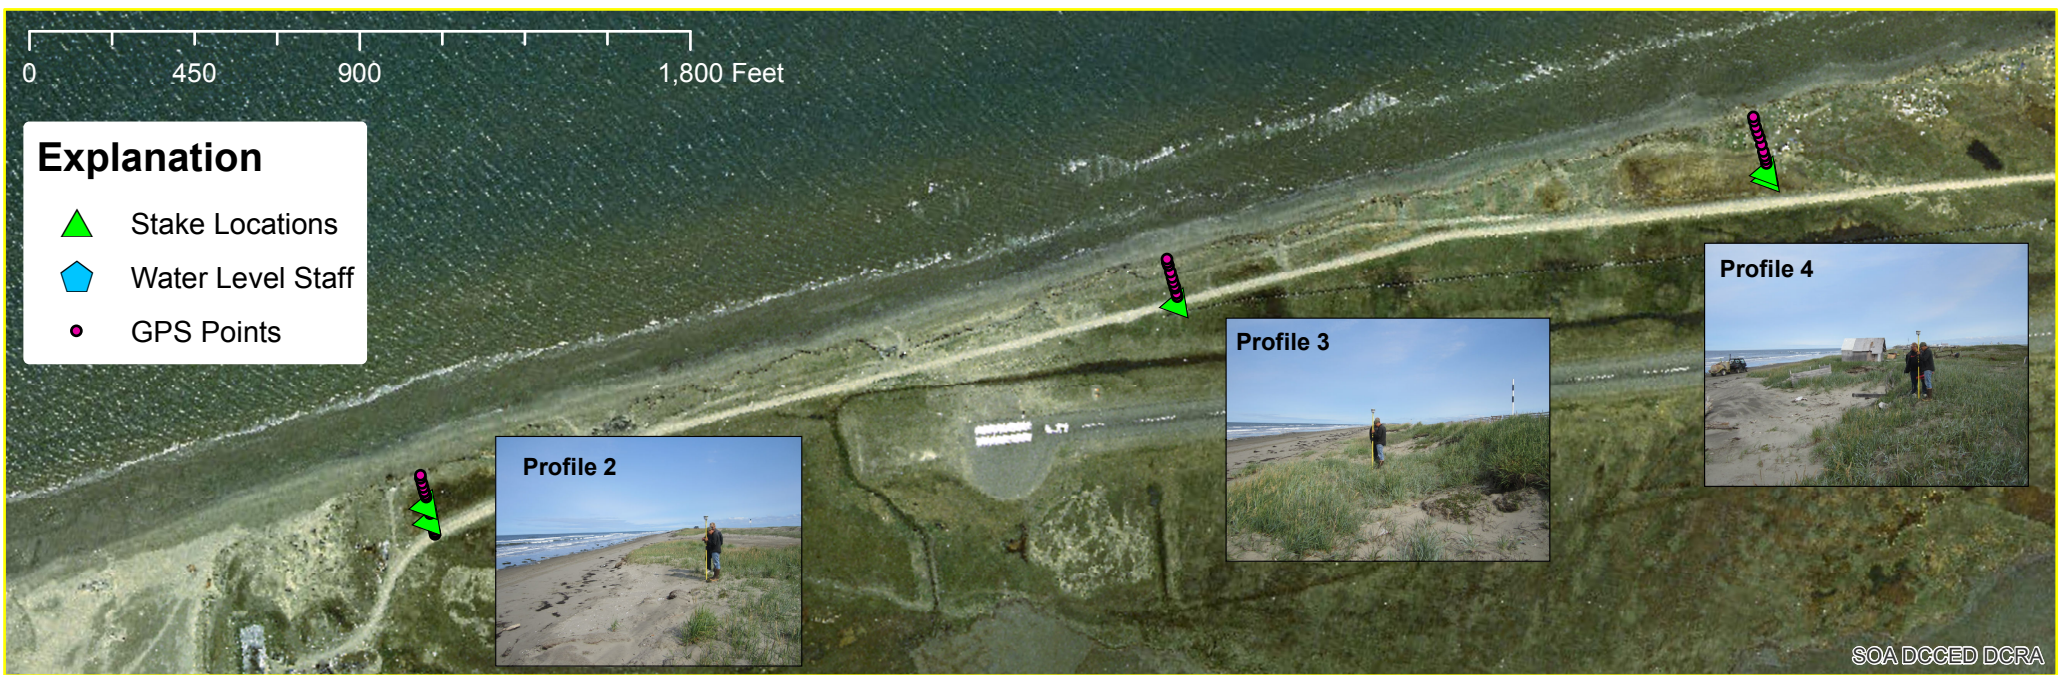 0 450 900 1,800 Feet
Explanation
Stake Locations
Water Level Staff
GPS Points
Profile 2
Profile 3
Profile 4
SOA DCCED DCRA